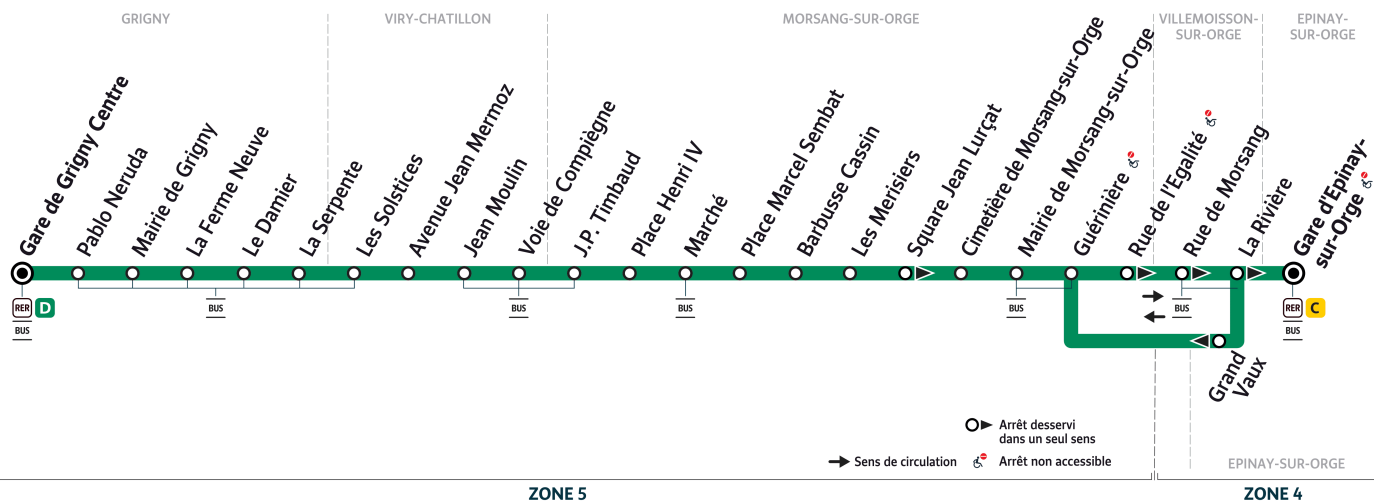 GRIGNY
VIRY-CHATILLON
MORSANG-SUR-ORGE
VILLEMOISSON-
SUR-ORGE
EPINAY-
SUR-ORGE
Gare de Grigny Centre
Pablo Neruda
Mairie de Grigny
La Ferme Neuve
Le Damier
La Serpente
Les Solstices
Avenue Jean Mermoz
Jean Moulin
Voie de Compiègne
J.P. Timbaud
Place Henri IV
Marché
Place Marcel Sembat
Barbusse Cassin
Les Merisiers
Square Jean Lurçat
Cimetière de Morsang-sur-Orge
Mairie de Morsang-sur-Orge
Guérinière
Rue de l'Egalité
Rue de Morsang
La Rivière
Gare d'Epinay-
sur-Orge
RER D
BUS
BUS
BUS
BUS
BUS
BUS
RER C
BUS
Grand
Vaux
Arrêt desservi
dans un seul sens
Sens de circulation
Arrêt non accessible
EPINAY-SUR-ORGE
ZONE 5
ZONE 4